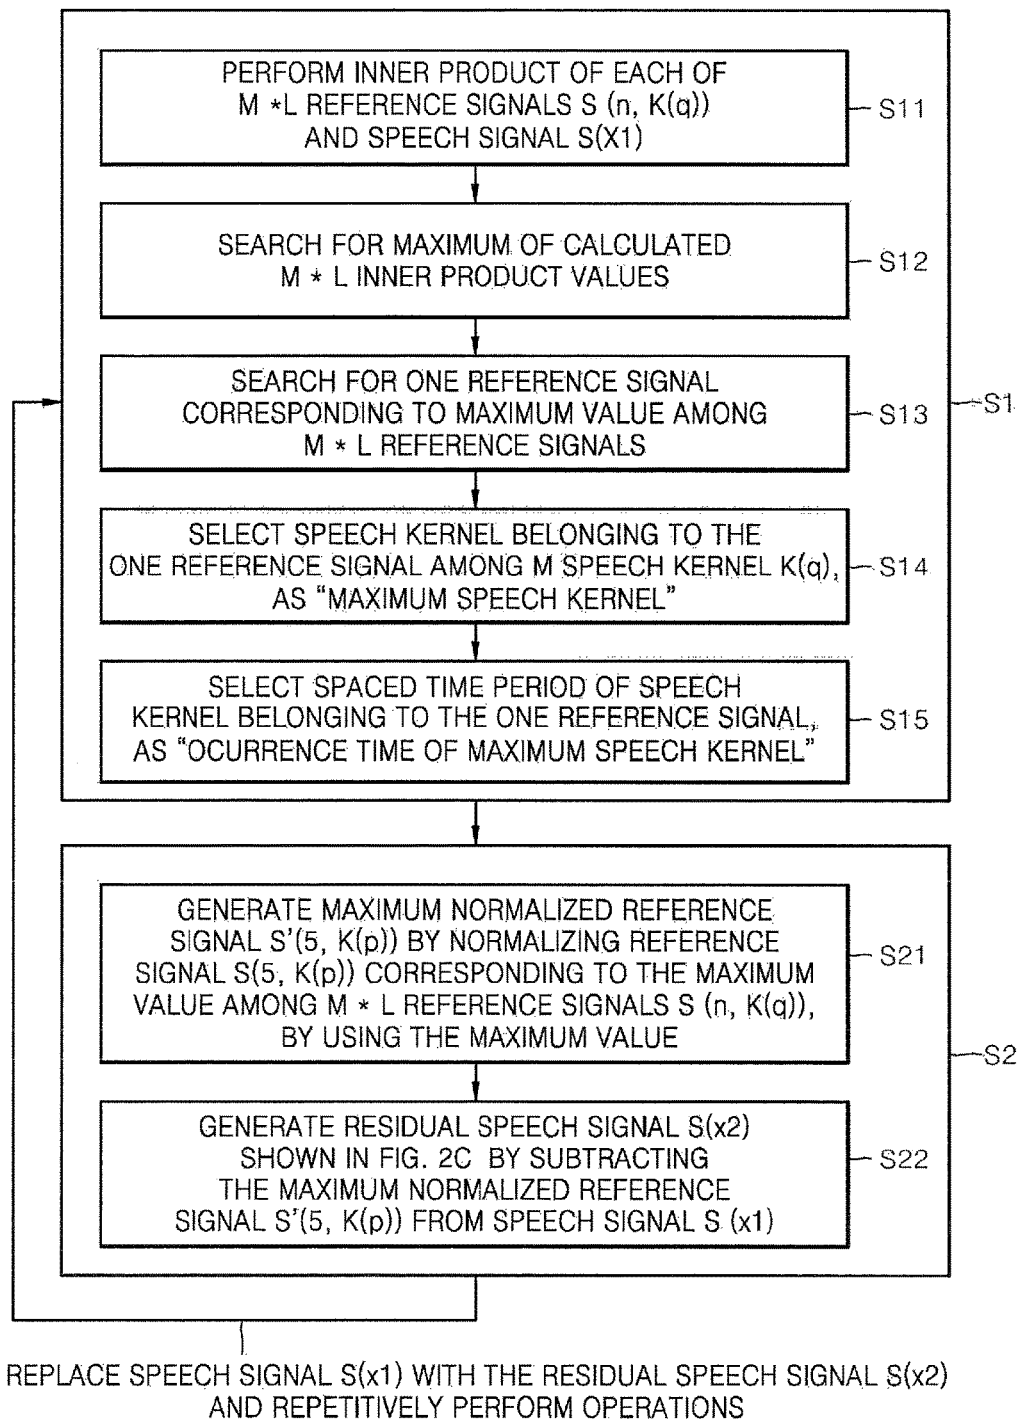 PERFORM INNER PRODUCT OF EACH OF
M *L REFERENCE SIGNALS S (n, K(q))
AND SPEECH SIGNAL S(X1)
S11
SEARCH FOR MAXIMUM OF CALCULATED
M * L INNER PRODUCT VALUES
S12
SEARCH FOR ONE REFERENCE SIGNAL
CORRESPONDING TO MAXIMUM VALUE AMONG
M * L REFERENCE SIGNALS
S13
S1
SELECT SPEECH KERNEL BELONGING TO THE
ONE REFERENCE SIGNAL AMONG M SPEECH KERNEL K(q),
AS "MAXIMUM SPEECH KERNEL"
S14
SELECT SPACED TIME PERIOD OF SPEECH
KERNEL BELONGING TO THE ONE REFERENCE SIGNAL,
AS "OCURRENCE TIME OF MAXIMUM SPEECH KERNEL"
S15
GENERATE MAXIMUM NORMALIZED REFERENCE
SIGNAL S'(5, K(p)) BY NORMALIZING REFERENCE
SIGNAL S(5, K(p)) CORRESPONDING TO THE MAXIMUM
VALUE AMONG M * L REFERENCE SIGNALS S (n, K(q)),
BY USING THE MAXIMUM VALUE
S21
S2
GENERATE RESIDUAL SPEECH SIGNAL S(x2)
SHOWN IN FIG. 2C BY SUBTRACTING
THE MAXIMUM NORMALIZED REFERENCE
SIGNAL S'(5, K(p)) FROM SPEECH SIGNAL S (x1)
S22
REPLACE SPEECH SIGNAL S(x1) WITH THE RESIDUAL SPEECH SIGNAL S(x2)
AND REPETITIVELY PERFORM OPERATIONS